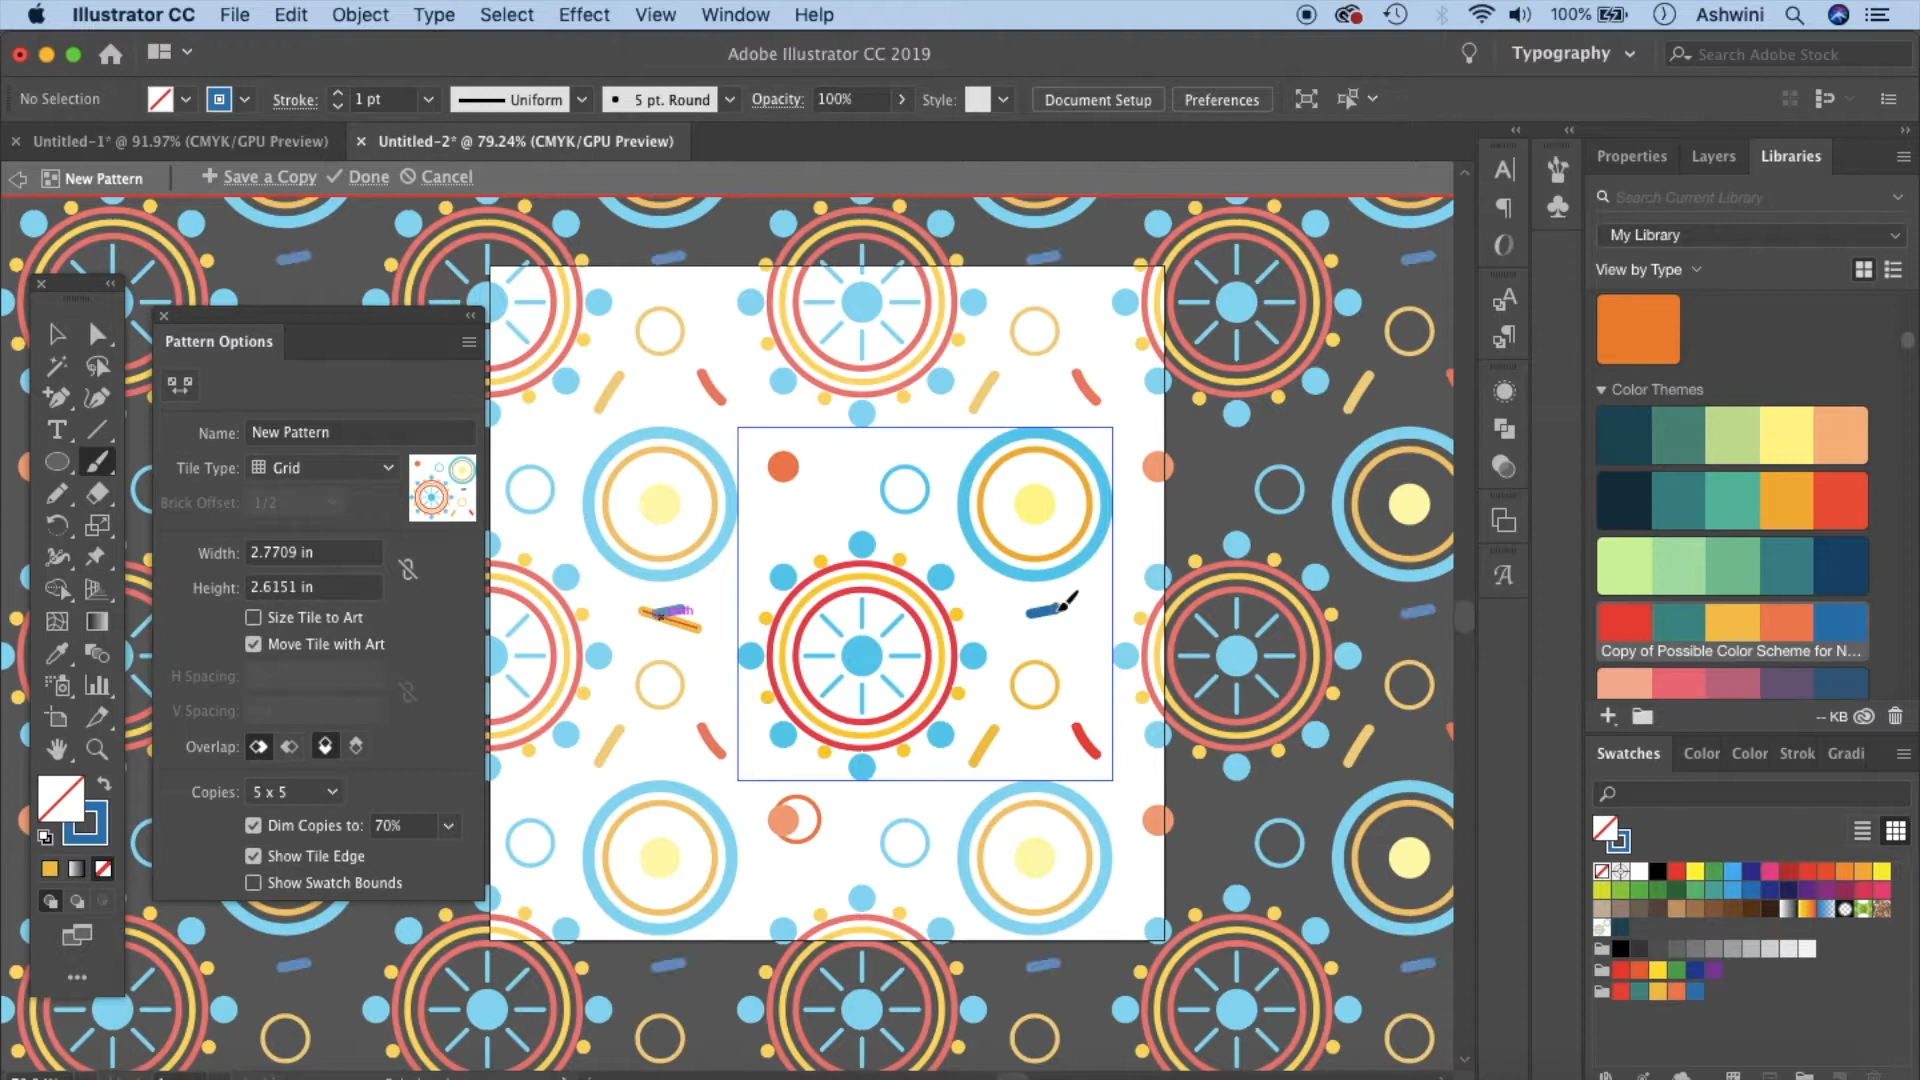 Illustrator CC File Edit Object Type Select Effect View Window Help 100% Ashwini
Adobe Illustrator CC 2019 Typography Search Adobe Stock
No Selection Stroke: 1 pt Uniform 5 pt. Round Opacity: 100% Style: Document Setup Preferences
Untitled-1* @ 91.97% (CMYK/GPU Preview) Untitled-2* @ 79.24% (CMYK/GPU Preview)
New Pattern Save a Copy Done Cancel
Properties Layers Libraries
Search Current Library
My Library
View by Type
Color Themes
Copy of Possible Color Scheme for N...
-- KB
Swatches Color Color Strok Gradi
Pattern Options
Name: New Pattern
Tile Type: Grid
Brick Offset: 1/2
Width: 2.7709 in
Height: 2.6151 in
Size Tile to Art
Move Tile with Art
H Spacing:
V Spacing:
Overlap:
Copies: 5 x 5
Dim Copies to: 70%
Show Tile Edge
Show Swatch Bounds